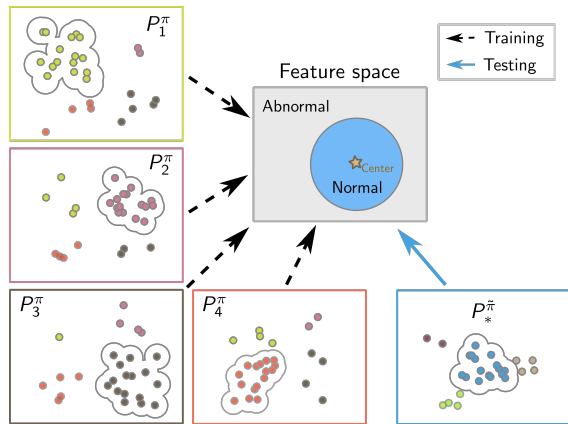 P₁^π
Training
Testing
Feature space
Abnormal
Center
Normal
P₂^π
P₃^π
P₄^π
P_*^π̃